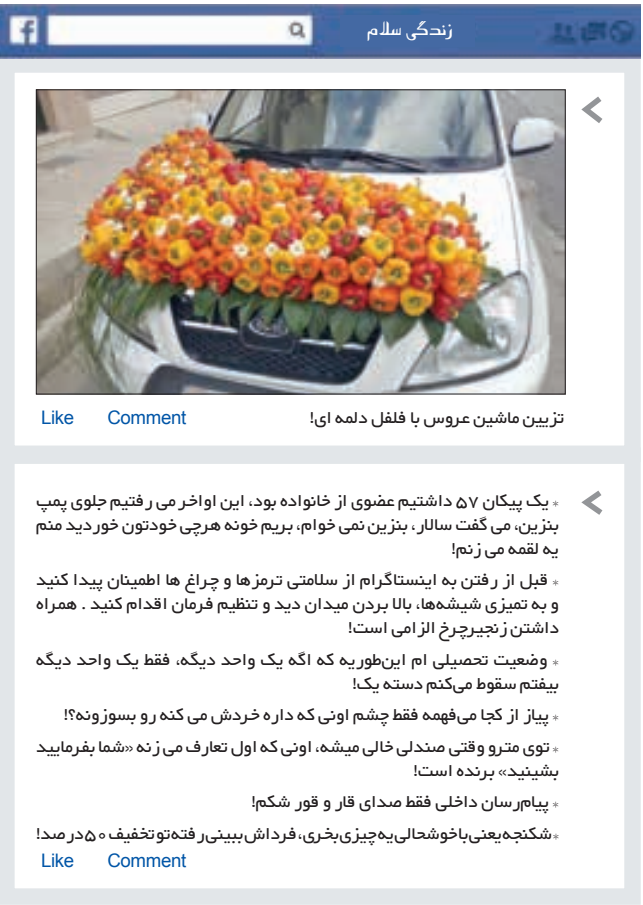 f زندگی سلام
تزیین ماشین عروس با فلفل دلمه ای!
Like Comment
* یک پیکان ۵۷ داشتیم عضوی از خانواده بود، این اواخر می رفتیم جلوی پمپ
بنزین، می گفت سالار، بنزین نمی خوام، بریم خونه هرچی خودتون خوردید منم
یه لقمه می زنم!
* قبل از رفتن به اینستاگرام از سلامتی ترمزها و چراغ ها اطمینان پیدا کنید
و به تمیزی شیشه‌ها، بالا بردن میدان دید و تنظیم فرمان اقدام کنید . همراه
داشتن زنجیرچرخ الزامی است!
* وضعیت تحصیلی ام این‌طوریه که اگه یک واحد دیگه، فقط یک واحد دیگه
بیفتم سقوط می‌کنم دسته یک!
* پیاز از کجا می‌فهمه فقط چشم اونی که داره خردش می کنه رو بسوزونه؟!
* توی مترو وقتی صندلی خالی میشه، اونی که اول تعارف می زنه «شما بفرمایید
بشینید» برنده است!
* پیام‌رسان داخلی فقط صدای قار و قور شکم!
* شکنجه یعنی با خوشحالی یه چیزی بخری، فرداش ببینی رفته تو تخفیف ۵۰ درصد!
Like Comment